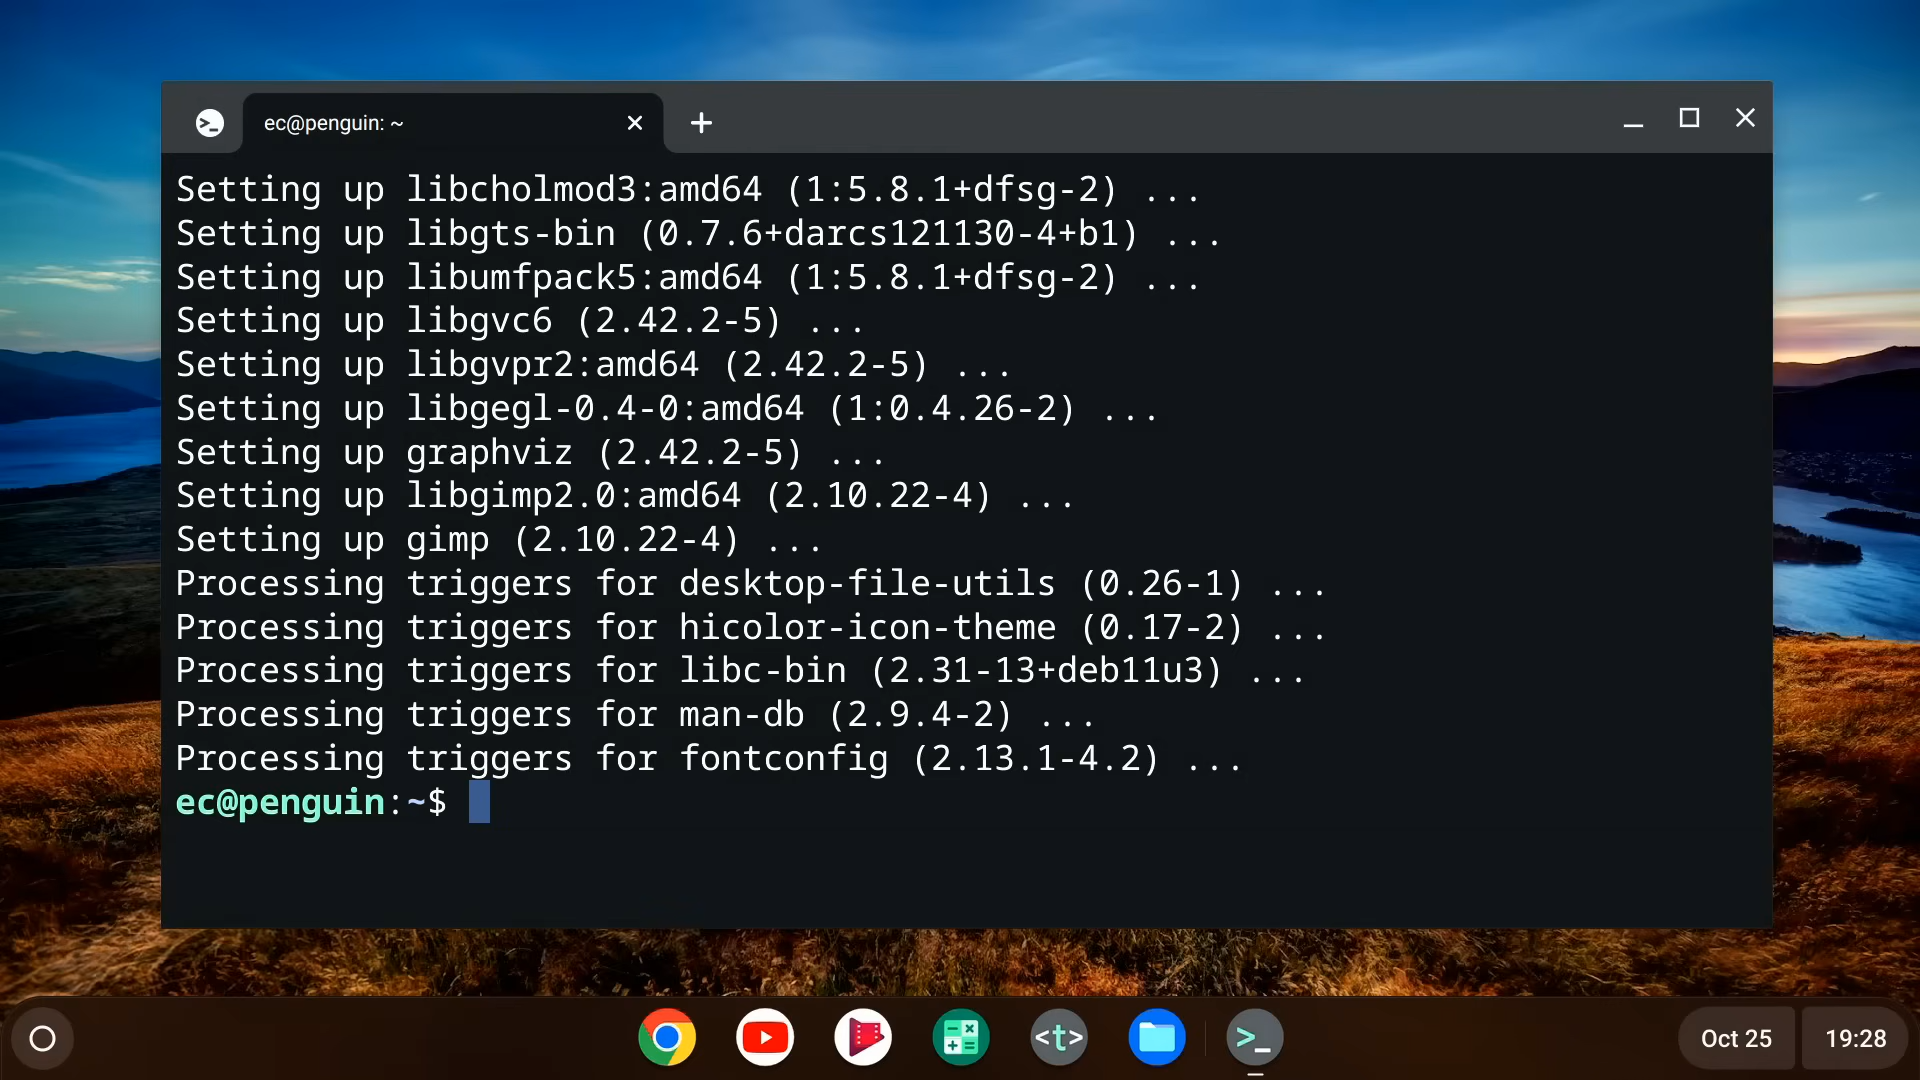 ec@penguin: ~
Setting up libcholmod3:amd64 (1:5.8.1+dfsg-2) ...
Setting up libgts-bin (0.7.6+darcs121130-4+b1) ...
Setting up libumfpack5:amd64 (1:5.8.1+dfsg-2) ...
Setting up libgvc6 (2.42.2-5) ...
Setting up libgvpr2:amd64 (2.42.2-5) ...
Setting up libgegl-0.4-0:amd64 (1:0.4.26-2) ...
Setting up graphviz (2.42.2-5) ...
Setting up libgimp2.0:amd64 (2.10.22-4) ...
Setting up gimp (2.10.22-4) ...
Processing triggers for desktop-file-utils (0.26-1) ...
Processing triggers for hicolor-icon-theme (0.17-2) ...
Processing triggers for libc-bin (2.31-13+deb11u3) ...
Processing triggers for man-db (2.9.4-2) ...
Processing triggers for fontconfig (2.13.1-4.2) ...
ec@penguin:~$
<t>
Oct 25
19:28